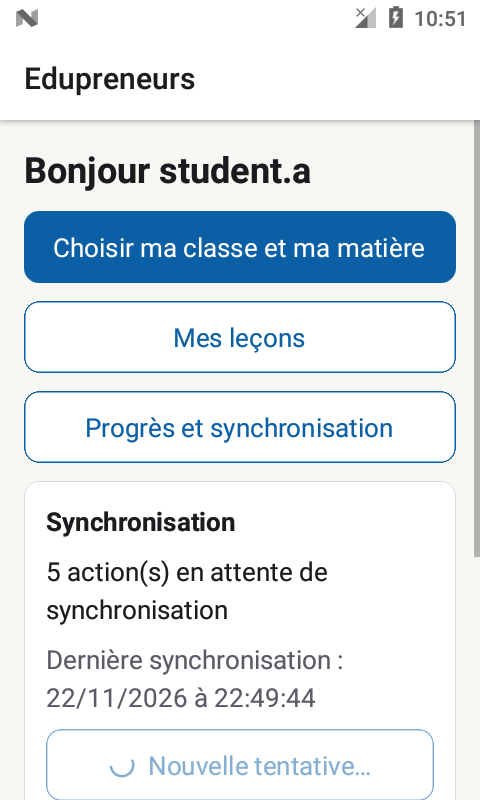 10:51
Edupreneurs
Bonjour student.a
Choisir ma classe et ma matière
Mes leçons
Progrès et synchronisation
Synchronisation
5 action(s) en attente de
synchronisation
Dernière synchronisation :
22/11/2026 à 22:49:44
Nouvelle tentative…